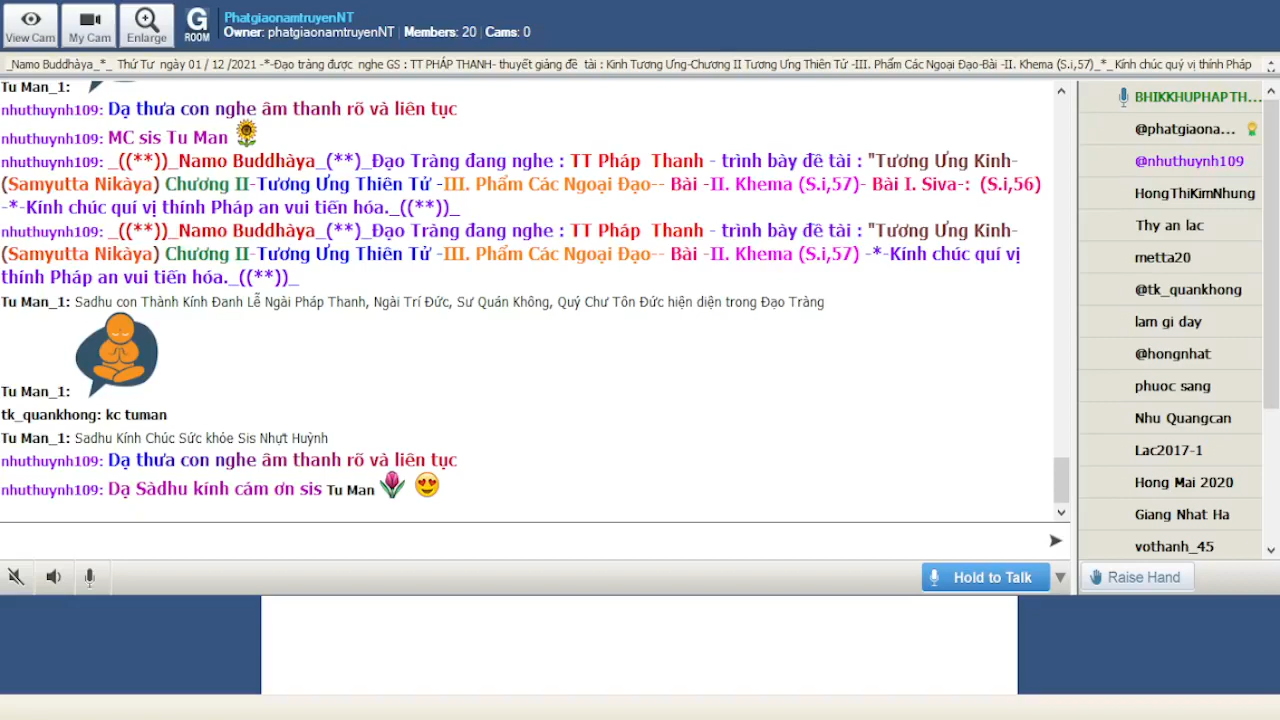 View Cam
My Cam
Enlarge
G
ROOM
PhatgiaonamtruyenNT
Owner: phatgiaonamtruyenNT | Members: 20 | Cams: 0
_Namo Buddhàya_*_ Thứ Tư ngày 01 / 12 /2021 -*-Đạo tràng được nghe GS : TT PHÁP THANH- thuyết giảng đề tài : Kinh Tương Ưng-Chương II Tương Ưng Thiên Tử -III. Phẩm Các Ngoại Đạo-Bài -II. Khema (S.i,57)_*_ Kính chúc quý vị thính Pháp
Tu Man_1:
nhuthuynh109: Dạ thưa con nghe âm thanh rõ và liên tục
nhuthuynh109: MC sis Tu Man
nhuthuynh109: _((**))_Namo Buddhàya_(**)_Đạo Tràng đang nghe : TT Pháp Thanh - trình bày đề tài : "Tương Ưng Kinh-
(Samyutta Nikàya) Chương II-Tương Ưng Thiên Tử -III. Phẩm Các Ngoại Đạo-- Bài -II. Khema (S.i,57)- Bài I. Siva-: (S.i,56)
-*-Kính chúc quí vị thính Pháp an vui tiến hóa._((**))_
nhuthuynh109: _((**))_Namo Buddhàya_(**)_Đạo Tràng đang nghe : TT Pháp Thanh - trình bày đề tài : "Tương Ưng Kinh-
(Samyutta Nikàya) Chương II-Tương Ưng Thiên Tử -III. Phẩm Các Ngoại Đạo-- Bài -II. Khema (S.i,57) -*-Kính chúc quí vị
thính Pháp an vui tiến hóa._((**))_
Tu Man_1: Sadhu con Thành Kính Đanh Lễ Ngài Pháp Thanh, Ngài Trí Đức, Sư Quán Không, Quý Chư Tôn Đức hiện diện trong Đạo Tràng
Tu Man_1:
tk_quankhong: kc tuman
Tu Man_1: Sadhu Kính Chúc Sức khỏe Sis Nhựt Huỳnh
nhuthuynh109: Dạ thưa con nghe âm thanh rõ và liên tục
nhuthuynh109: Dạ Sàdhu kính cám ơn sis Tu Man
Hold to Talk
BHIKKHUPHAPTH...
@phatgiaona...
@nhuthuynh109
HongThiKimNhung
Thy an lac
metta20
@tk_quankhong
lam gi day
@hongnhat
phuoc sang
Nhu Quangcan
Lac2017-1
Hong Mai 2020
Giang Nhat Ha
vothanh_45
Raise Hand